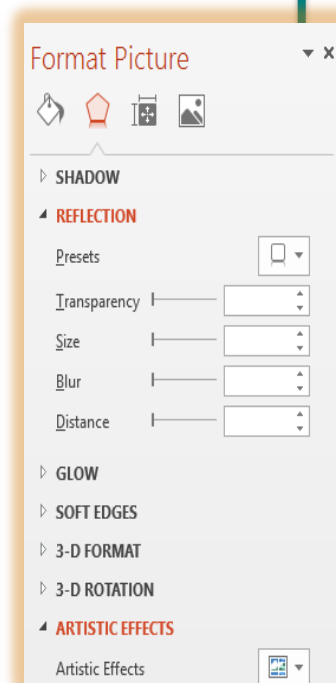 Format Picture
SHADOW
REFLECTION
Presets
Transparency
Size
Blur
Distance
GLOW
SOFT EDGES
3-D FORMAT
3-D ROTATION
ARTISTIC EFFECTS
Artistic Effects